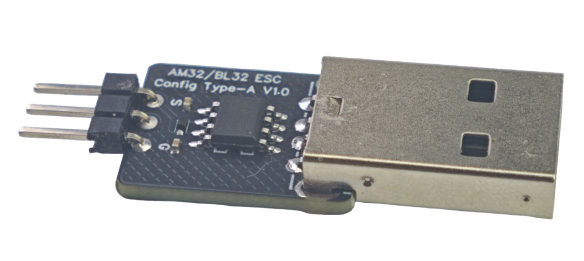 AM32/BL32 ESC
Config Type-A V1.0
S
G